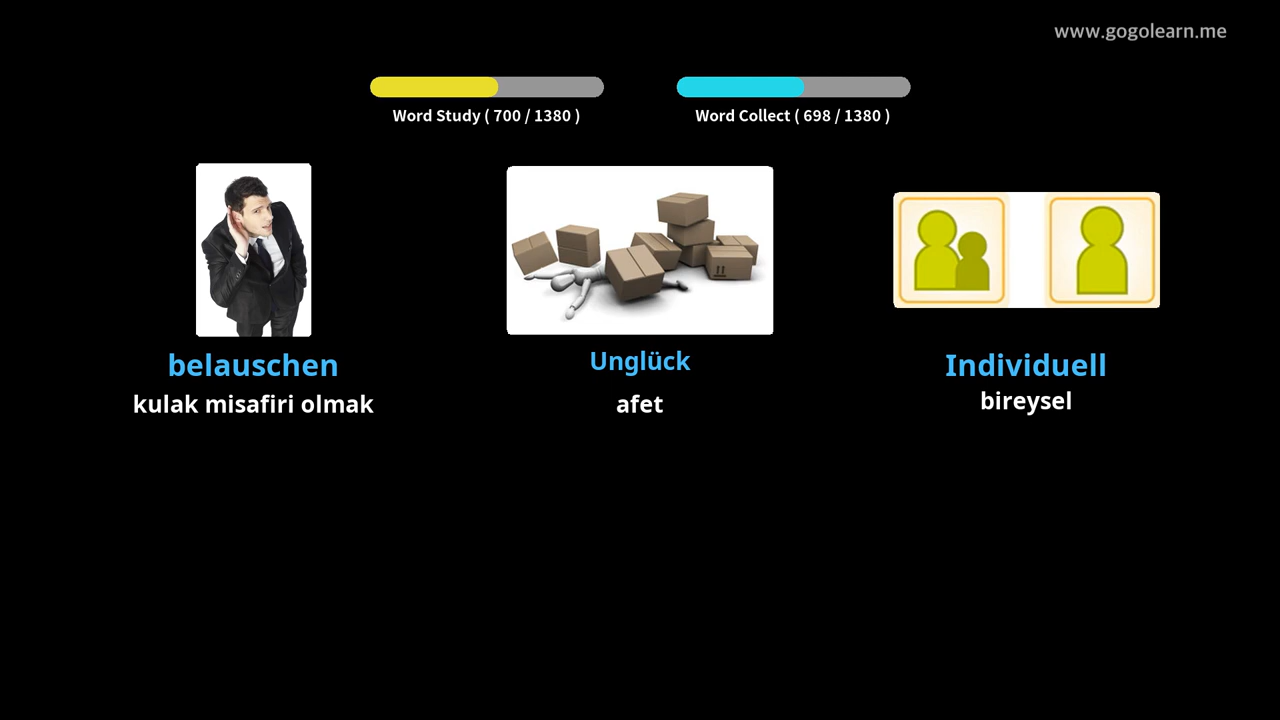 www.gogolearn.me
Word Study ( 700 / 1380 )
Word Collect ( 698 / 1380 )
belauschen
kulak misafiri olmak
Unglück
afet
Individuell
bireysel